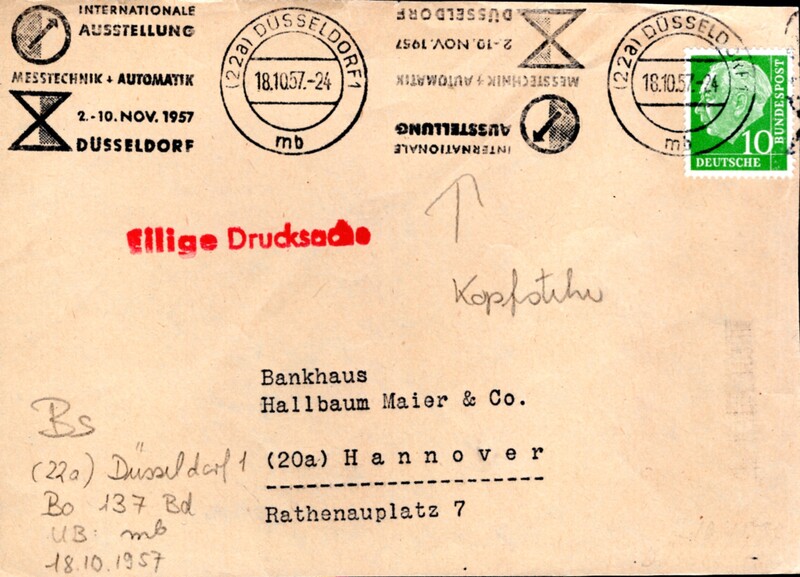 INTERNATIONALE
AUSSTELLUNG
MESSTECHNIK + AUTOMATIK
2.-10. NOV. 1957
DÜSSELDORF
(22a) DÜSSELDORF 1
18.10.57.-24
mb
INTERNATIONALE
AUSSTELLUNG
MESSTECHNIK + AUTOMATIK
2.-10. NOV. 1957
DÜSSELDORF
(22a) DÜSSELDORF 1
18.10.57.-24
mb
10
DEUTSCHE
BUNDESPOST
Eilige Drucksache
Kopfstehr
Bankhaus
Hallbaum Maier & Co.
(20a) Hannover
Rathenauplatz 7
Bs
(22a) Düsseldorf 1
Bo 137 Bd
UB: mb
18.10.1957